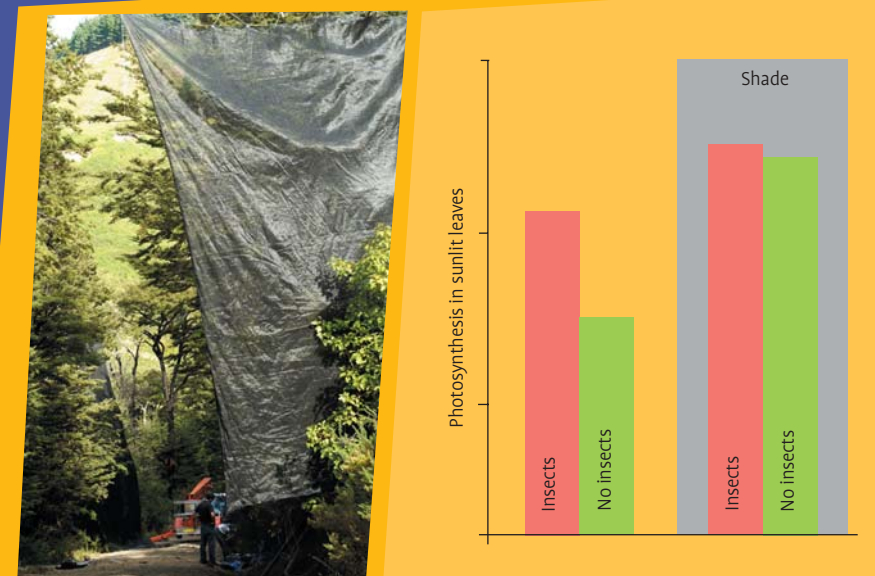 Photosynthesis in sunlit leaves
Shade
Insects
No insects
Insects
No insects